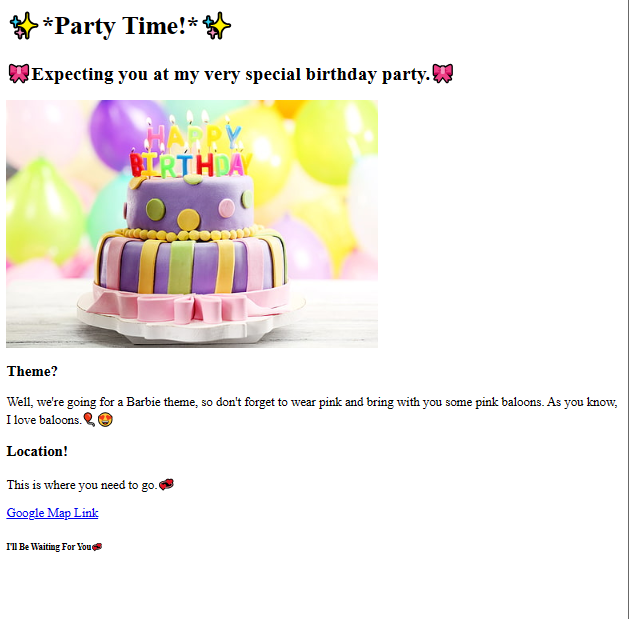 ✨*Party Time!*✨
🎀Expecting you at my very special birthday party.🎀
HAPPY
BIRTHDAY
Theme?
Well, we're going for a Barbie theme, so don't forget to wear pink and bring with you some pink baloons. As you know,
I love baloons.🎈😍
Location!
This is where you need to go.💕
Google Map Link
I'll Be Waiting For You💕